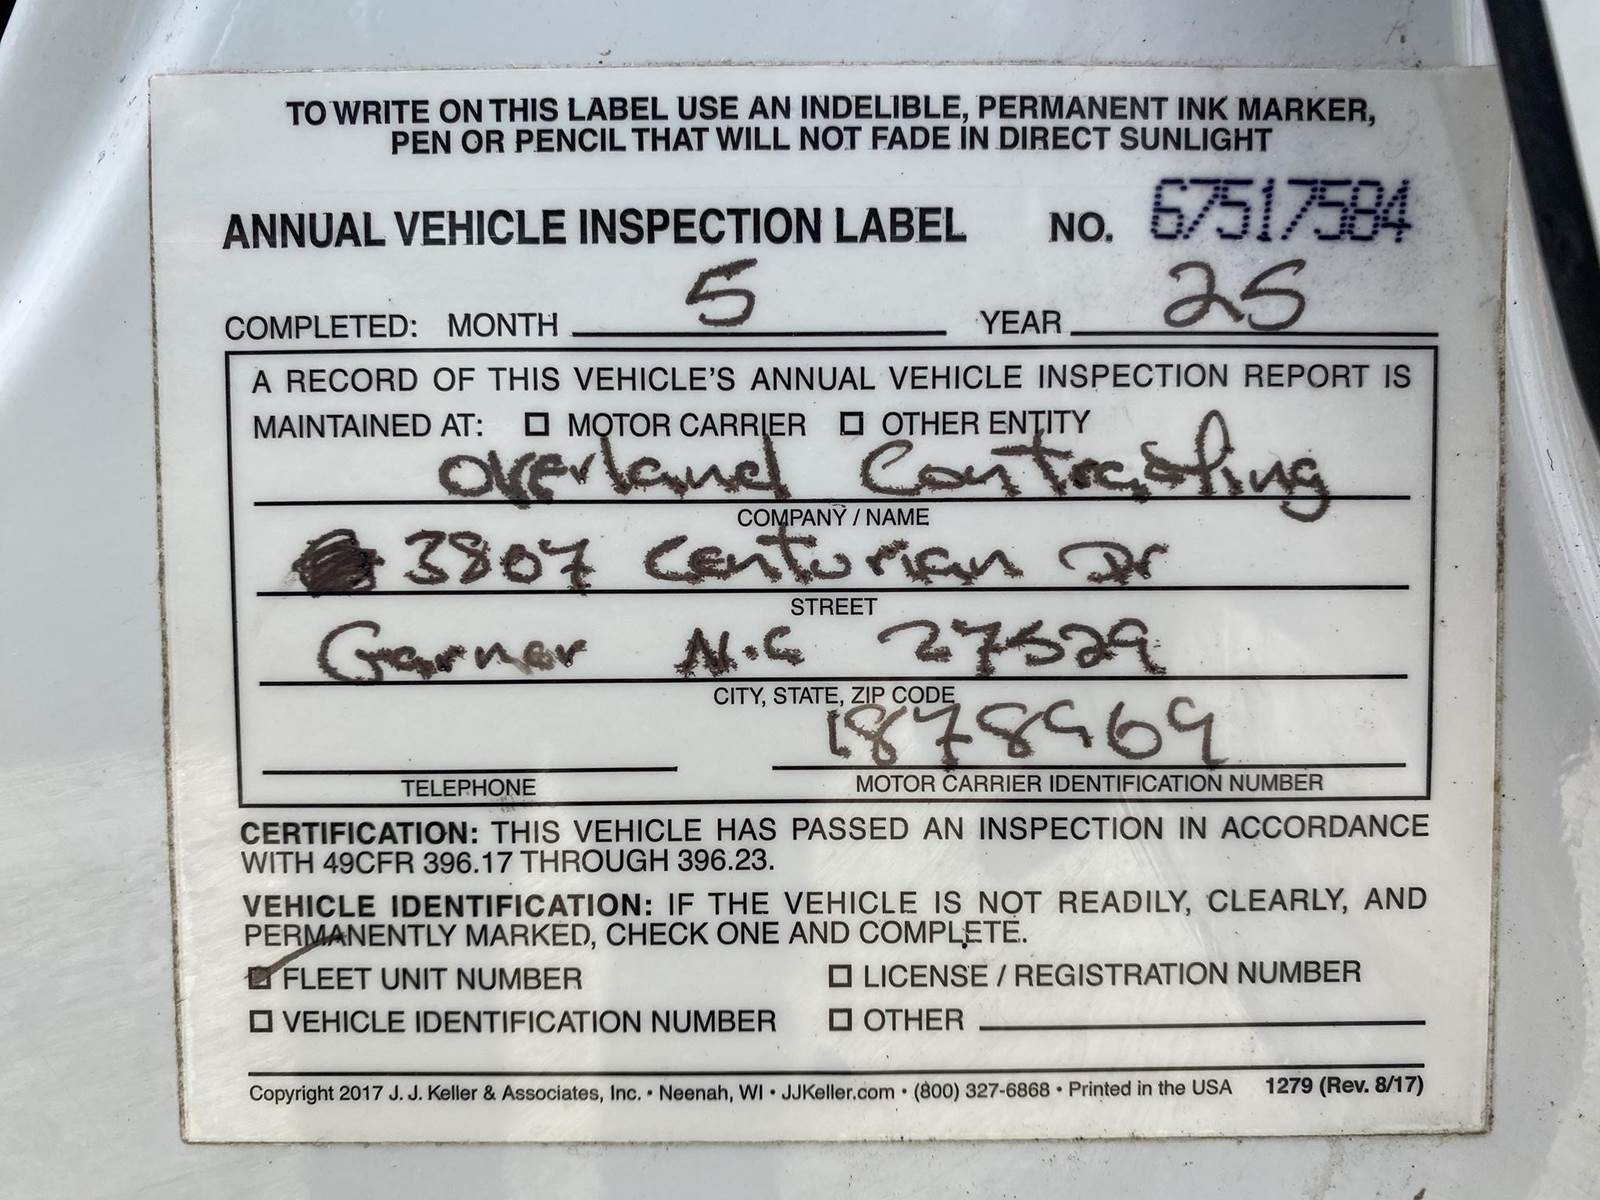 TO WRITE ON THIS LABEL USE AN INDELIBLE, PERMANENT INK MARKER,
PEN OR PENCIL THAT WILL NOT FADE IN DIRECT SUNLIGHT
ANNUAL VEHICLE INSPECTION LABEL NO. 67517584
COMPLETED: MONTH 5 YEAR 25
A RECORD OF THIS VEHICLE'S ANNUAL VEHICLE INSPECTION REPORT IS
MAINTAINED AT: ☐ MOTOR CARRIER ☐ OTHER ENTITY
Overland Contracting
COMPANY / NAME
3807 Centurian Dr
STREET
Garner N.C 27529
CITY, STATE, ZIP CODE
1878969
TELEPHONE MOTOR CARRIER IDENTIFICATION NUMBER
CERTIFICATION: THIS VEHICLE HAS PASSED AN INSPECTION IN ACCORDANCE
WITH 49CFR 396.17 THROUGH 396.23.
VEHICLE IDENTIFICATION: IF THE VEHICLE IS NOT READILY, CLEARLY, AND
PERMANENTLY MARKED, CHECK ONE AND COMPLETE.
☑ FLEET UNIT NUMBER ☐ LICENSE / REGISTRATION NUMBER
☐ VEHICLE IDENTIFICATION NUMBER ☐ OTHER
Copyright 2017 J. J. Keller & Associates, Inc. • Neenah, WI • JJKeller.com • (800) 327-6868 • Printed in the USA 1279 (Rev. 8/17)